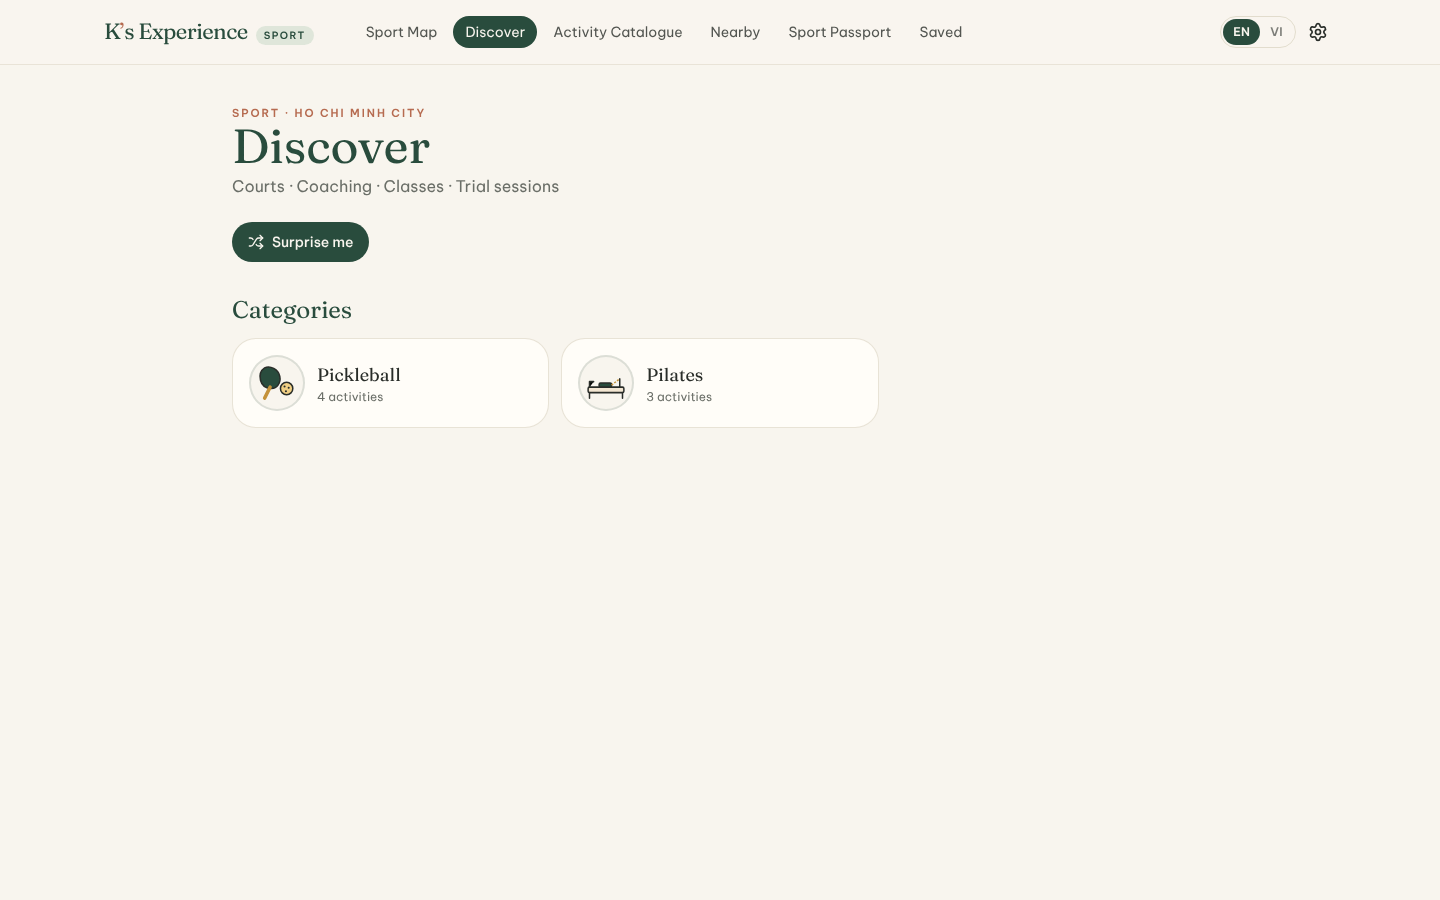 K's Experience SPORT
Sport Map Discover Activity Catalogue Nearby Sport Passport Saved
EN VI
SPORT · HO CHI MINH CITY
Discover
Courts · Coaching · Classes · Trial sessions
Surprise me
Categories
Pickleball
4 activities
Pilates
3 activities